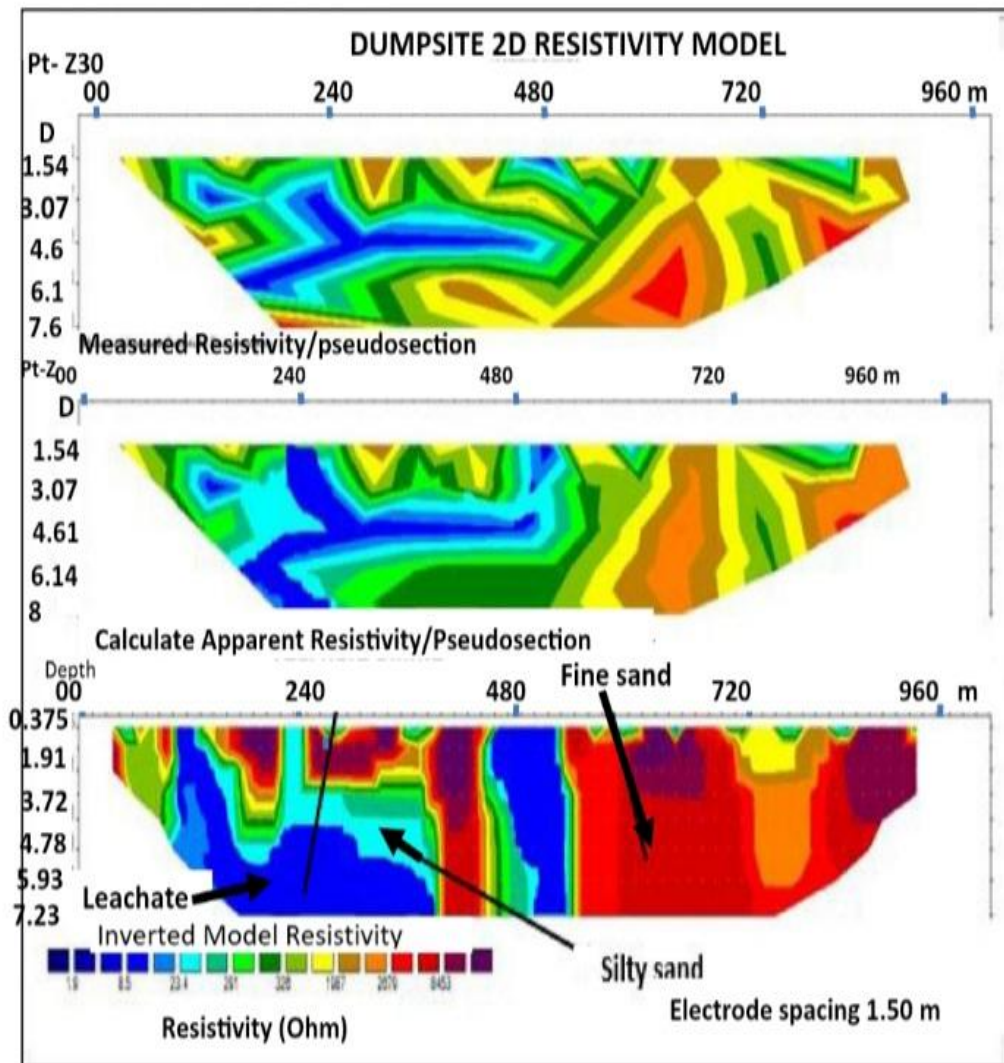 DUMPSITE 2D RESISTIVITY MODEL
Pt- Z30
00 240 480 720 960 m
D
1.54
3.07
4.6
6.1
7.6
Measured Resistivity/pseudosection
Pt-Z00 240 480 720 960 m
D
1.54
3.07
4.61
6.14
8
Calculate Apparent Resistivity/Pseudosection
Depth
Fine sand
00 240 480 720 960 m
0.375
1.91
3.72
4.78
5.93
Leachate
7.23
Inverted Model Resistivity
Silty sand
Electrode spacing 1.50 m
Resistivity (Ohm)